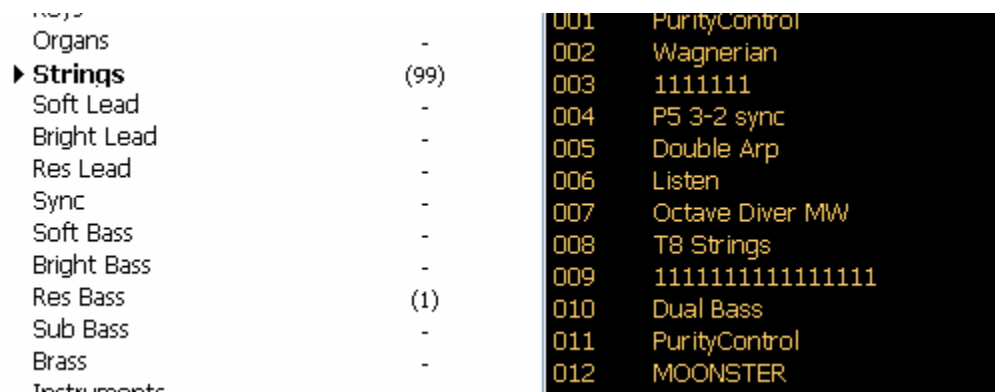 Keys
Organs -
Strings (99)
Soft Lead -
Bright Lead -
Res Lead -
Sync -
Soft Bass -
Bright Bass -
Res Bass (1)
Sub Bass -
Brass -
Instruments
001 PurityControl
002 Wagnerian
003 1111111
004 P5 3-2 sync
005 Double Arp
006 Listen
007 Octave Diver MW
008 T8 Strings
009 1111111111111111
010 Dual Bass
011 PurityControl
012 MOONSTER